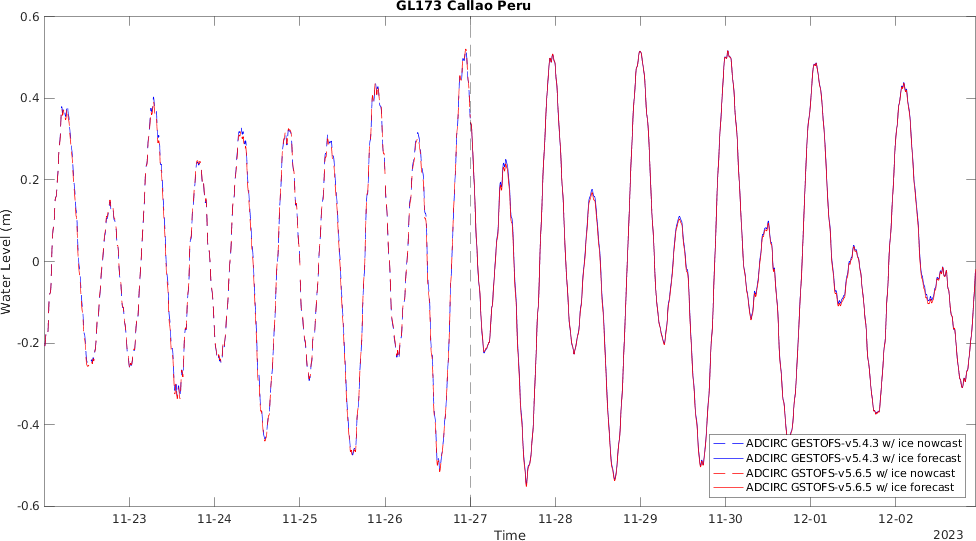 GL173 Callao Peru
0.6
0.4
0.2
0
-0.2
-0.4
-0.6
Water Level (m)
ADCIRC GESTOFS-v5.4.3 w/ ice nowcast
ADCIRC GESTOFS-v5.4.3 w/ ice forecast
ADCIRC GSTOFS-v5.6.5 w/ ice nowcast
ADCIRC GSTOFS-v5.6.5 w/ ice forecast
11-23 11-24 11-25 11-26 11-27 11-28 11-29 11-30 12-01 12-02
Time
2023